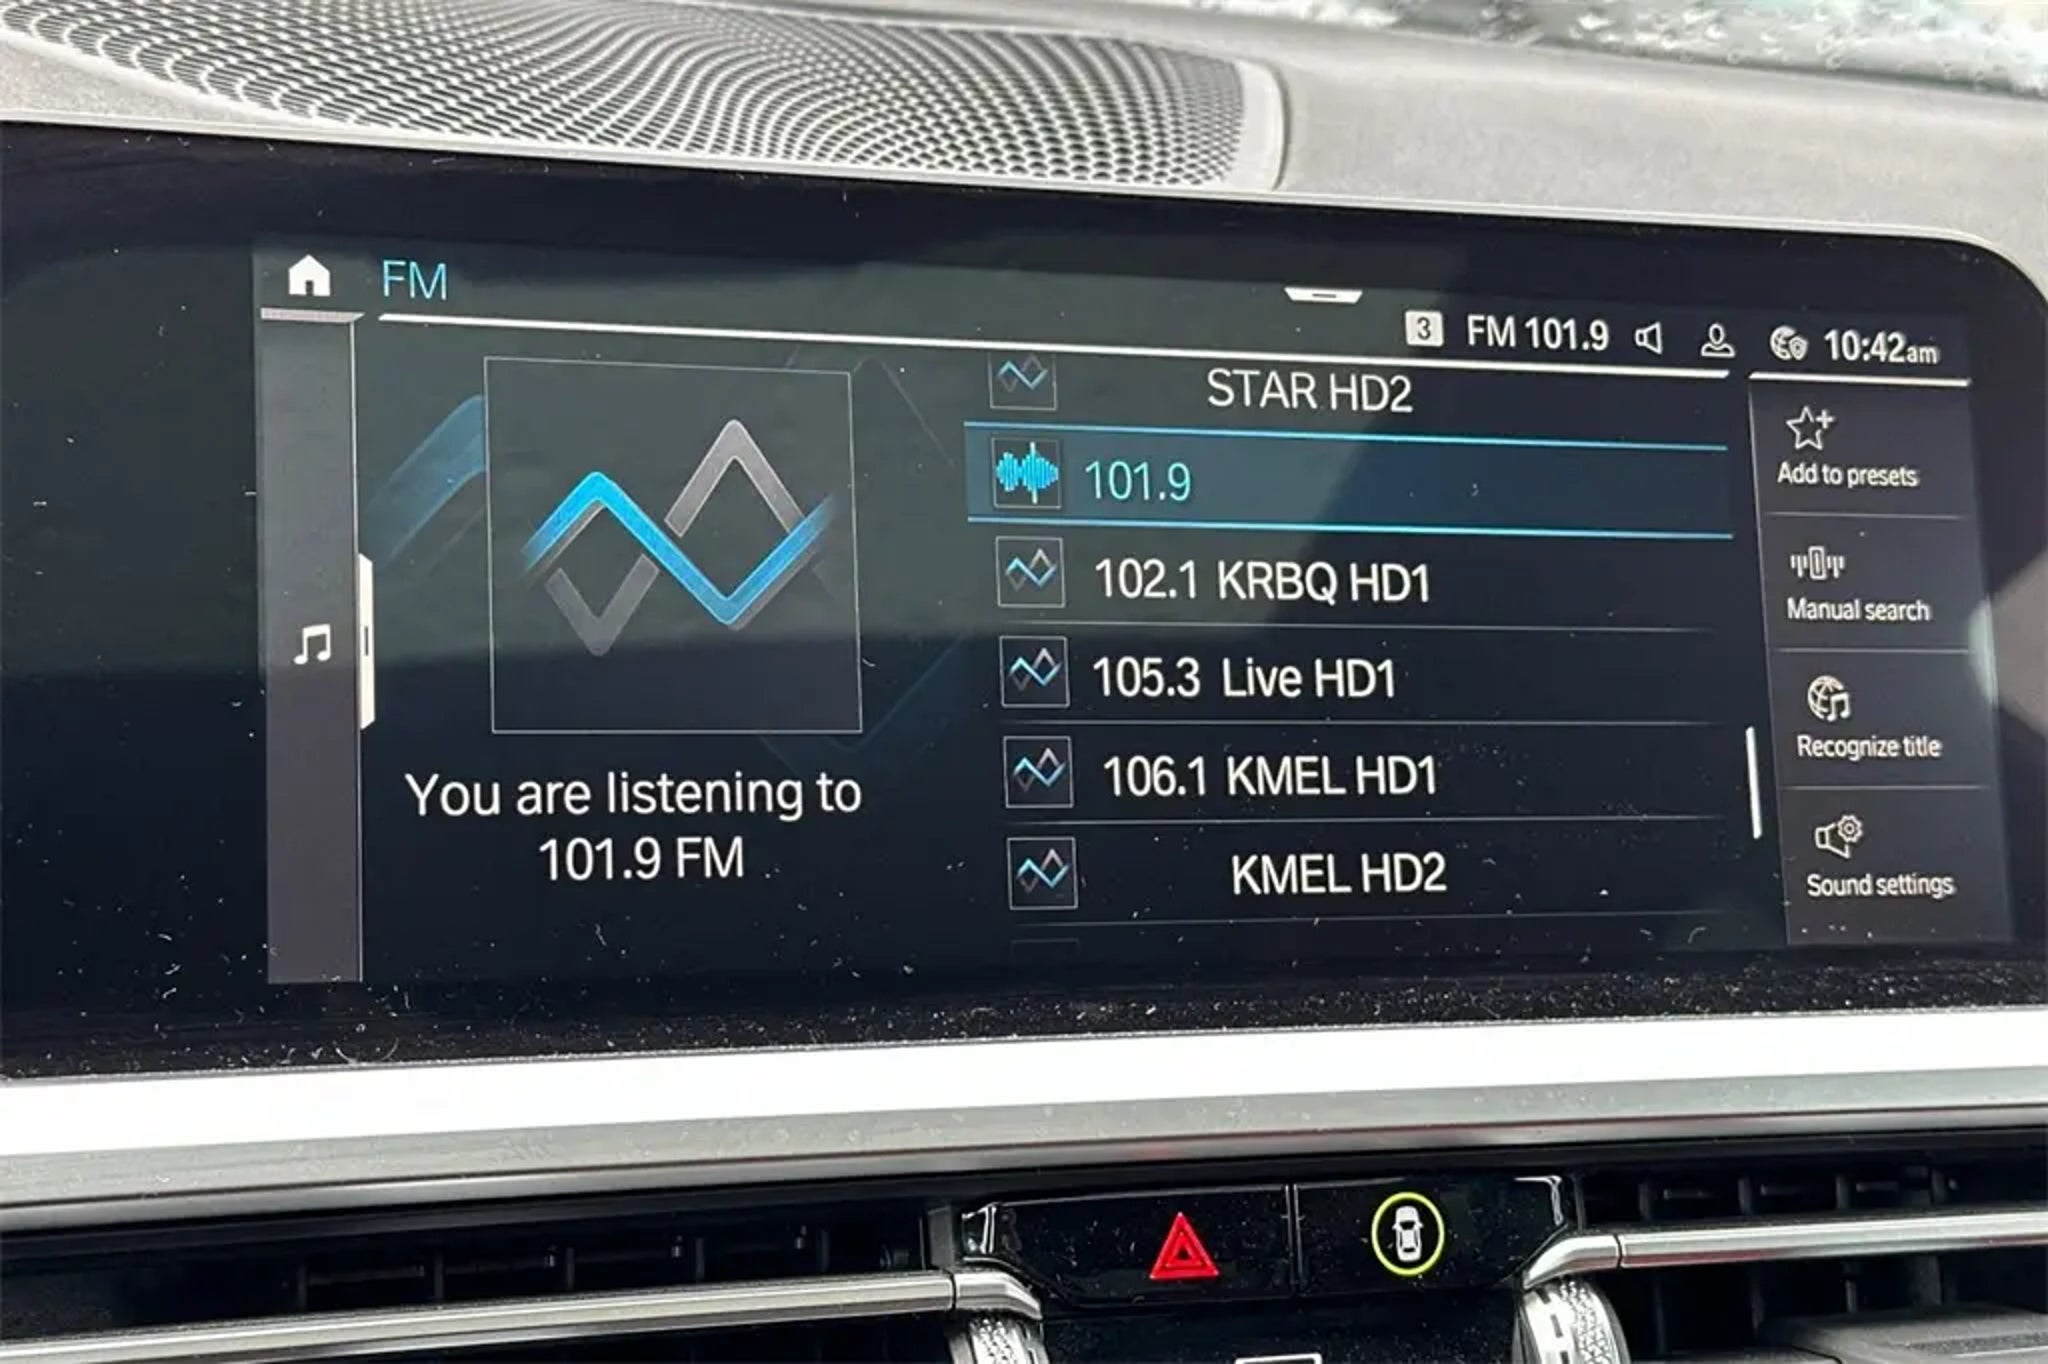 FM
3 FM 101.9 10:42am
STAR HD2
101.9
102.1 KRBQ HD1
105.3 Live HD1
106.1 KMEL HD1
KMEL HD2
You are listening to
101.9 FM
Add to presets
Manual search
Recognize title
Sound settings